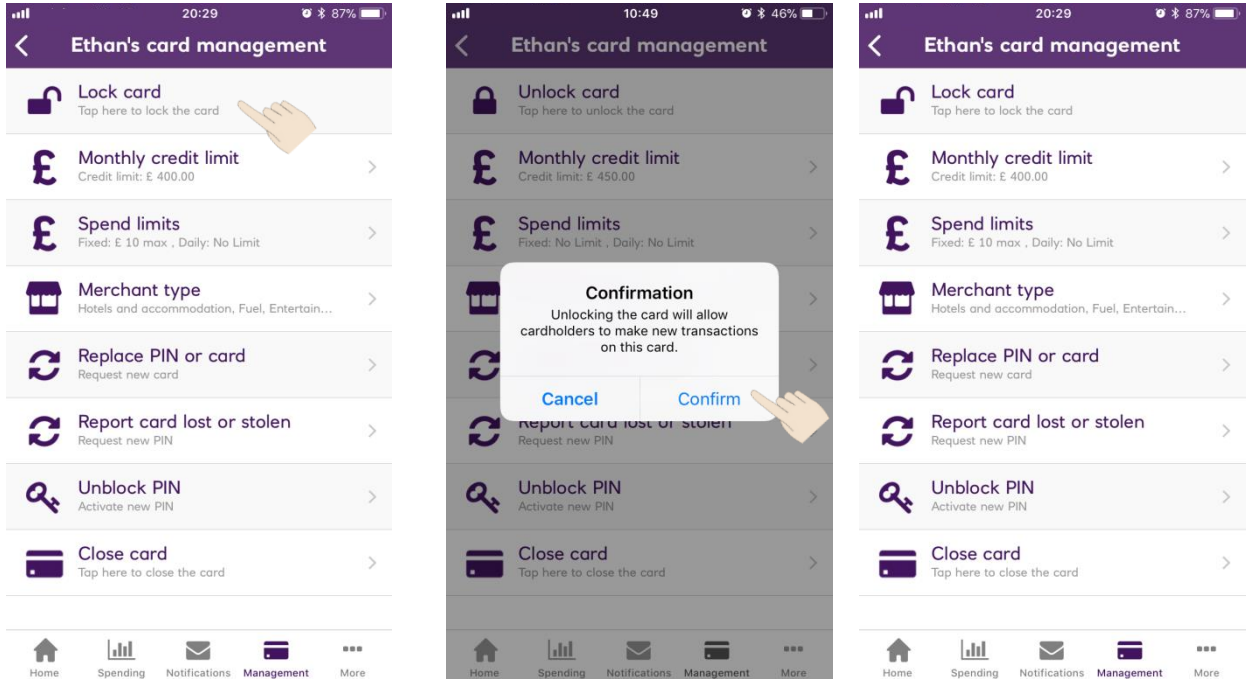 20:29
87%
Ethan's card management
Lock card
Tap here to lock the card
Monthly credit limit
Credit limit: £ 400.00
Spend limits
Fixed: £ 10 max , Daily: No Limit
Merchant type
Hotels and accommodation, Fuel, Entertain...
Replace PIN or card
Request new card
Report card lost or stolen
Request new PIN
Unblock PIN
Activate new PIN
Close card
Tap here to close the card
Home
Spending
Notifications
Management
More
10:49
46%
Ethan's card management
Unlock card
Tap here to unlock the card
Monthly credit limit
Credit limit: £ 450.00
Spend limits
Fixed: No Limit , Daily: No Limit
Confirmation
Unlocking the card will allow
cardholders to make new transactions
on this card.
Cancel
Confirm
Report card lost or stolen
Request new PIN
Unblock PIN
Activate new PIN
Close card
Tap here to close the card
Home
Spending
Notifications
Management
More
20:29
87%
Ethan's card management
Lock card
Tap here to lock the card
Monthly credit limit
Credit limit: £ 400.00
Spend limits
Fixed: £ 10 max , Daily: No Limit
Merchant type
Hotels and accommodation, Fuel, Entertain...
Replace PIN or card
Request new card
Report card lost or stolen
Request new PIN
Unblock PIN
Activate new PIN
Close card
Tap here to close the card
Home
Spending
Notifications
Management
More